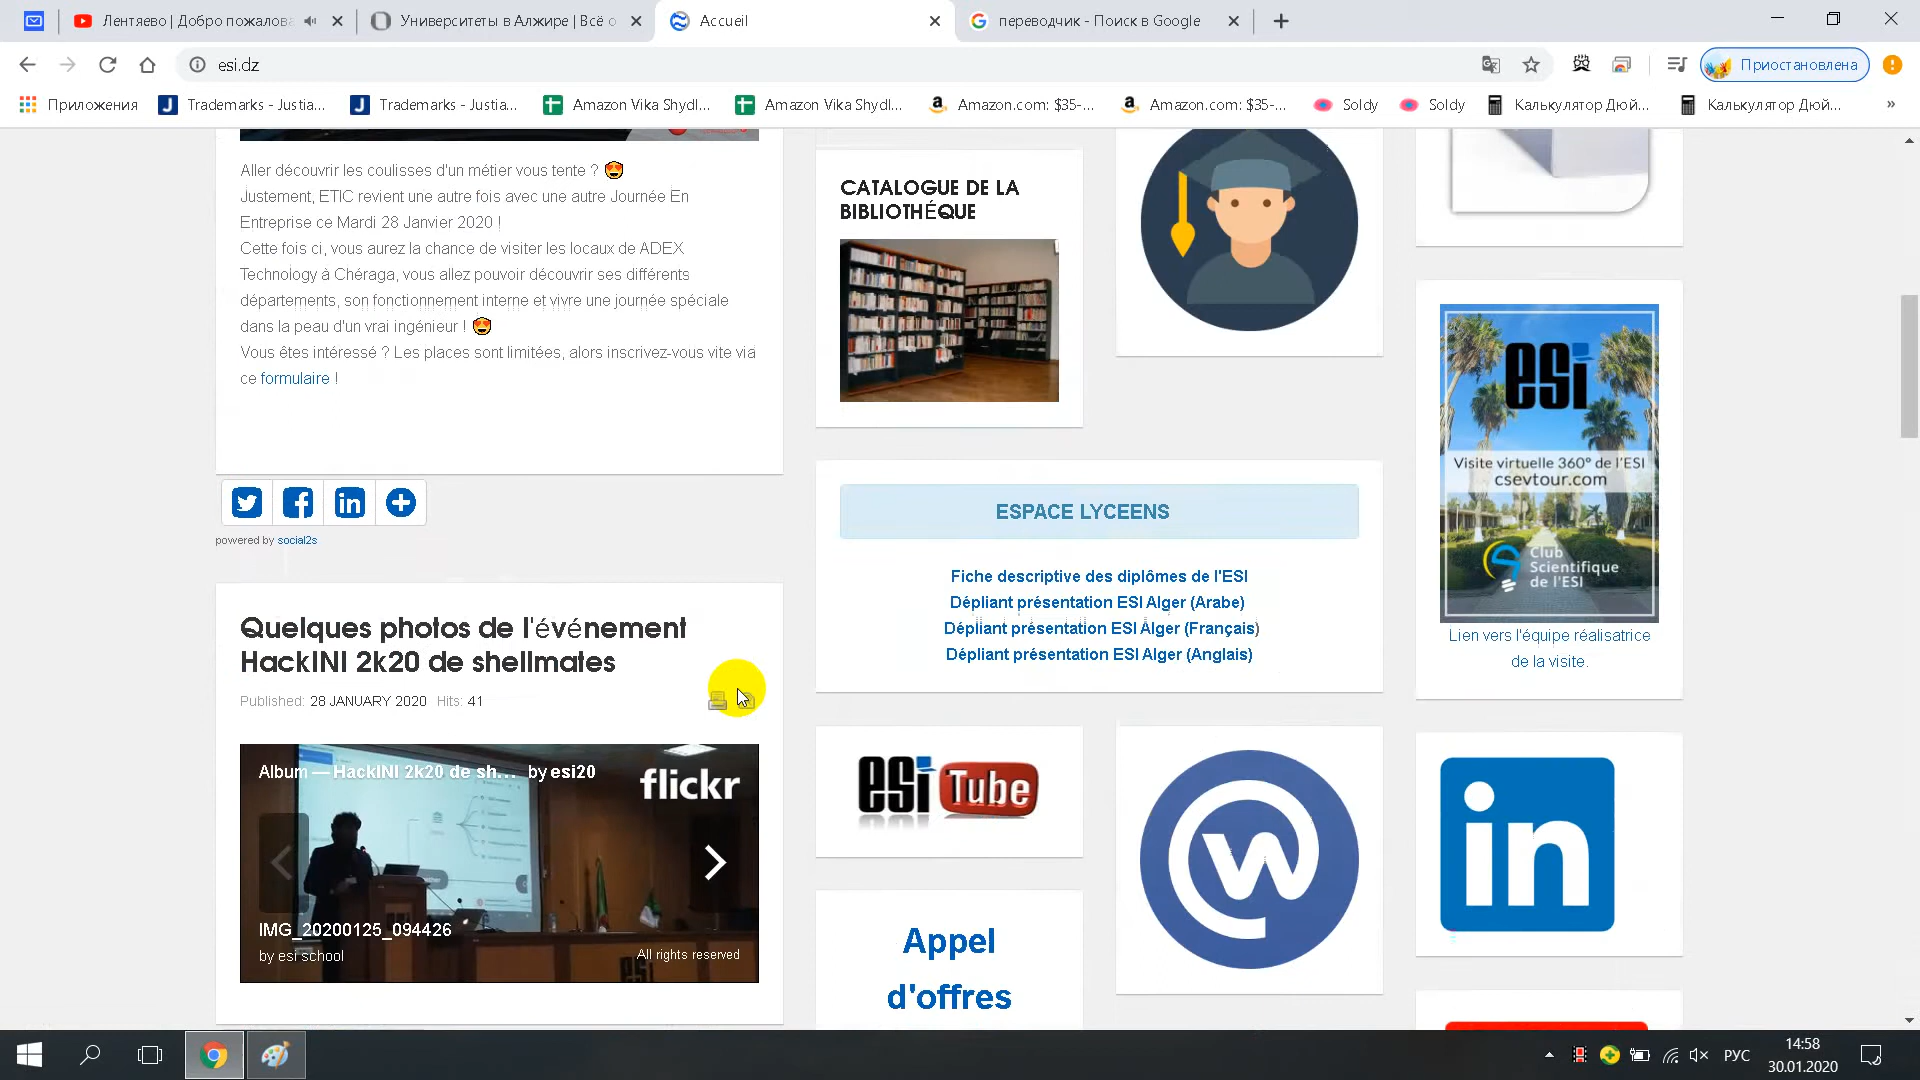 Лентяево | Добро пожалова
Университеты в Алжире | Всё о
Accueil
переводчик - Поиск в Google
esi.dz
Приостановлена
Приложения
Trademarks - Justia...
Trademarks - Justia...
Amazon Vika Shydl...
Amazon Vika Shydl...
Amazon.com: $35-...
Amazon.com: $35-...
Soldy
Soldy
Калькулятор Дюй...
Калькулятор Дюй...
»
Aller découvrir les coulisses d'un métier vous tente ? 😍
Justement, ETIC revient une autre fois avec une autre Journée En
Entreprise ce Mardi 28 Janvier 2020 !
Cette fois ci, vous aurez la chance de visiter les locaux de ADEX
Technology à Chéraga, vous allez pouvoir découvrir ses différents
départements, son fonctionnement interne et vivre une journée spéciale
dans la peau d'un vrai ingénieur ! 😍
Vous êtes intéressé ? Les places sont limitées, alors inscrivez-vous vite via
ce formulaire !
powered by social2s
Quelques photos de l'événement
HackINI 2k20 de shellmates
Published: 28 JANUARY 2020 Hits: 41
Album — HackINI 2k20 de sh... by esi20
flickr
IMG_20200125_094426
by esi school
All rights reserved
CATALOGUE DE LA
BIBLIOTHÉQUE
ESPACE LYCEENS
Fiche descriptive des diplômes de l'ESI
Dépliant présentation ESI Alger (Arabe)
Dépliant présentation ESI Alger (Français)
Dépliant présentation ESI Alger (Anglais)
esi Tube
Appel
d'offres
esi
Visite virtuelle 360° de l'ESI
csevtour.com
Club
Scientifique
de l'ESI
Lien vers l'équipe réalisatrice
de la visite.
in
РУС
14:58
30.01.2020